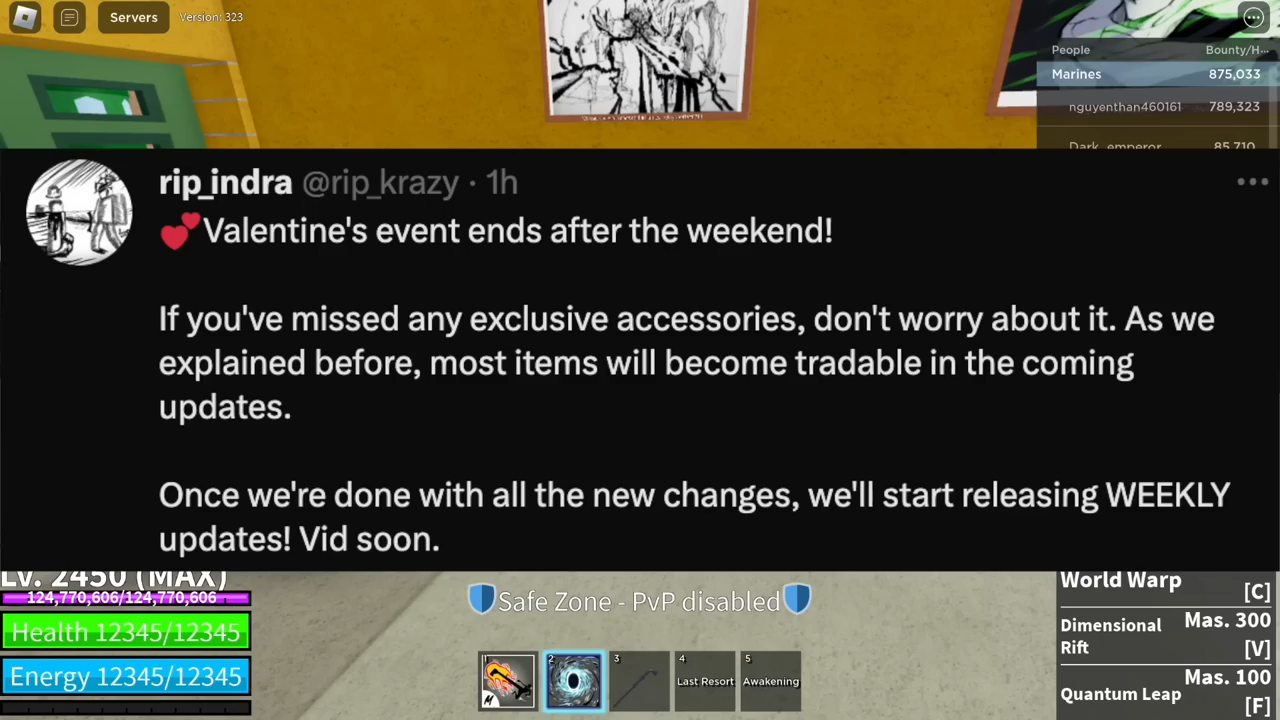 Servers
Version: 323
People Bounty/H...
Marines 875,033
nguyenthan460161 789,323
Dark_emperor 85,710
rip_indra @rip_krazy · 1h
💕Valentine's event ends after the weekend!
If you've missed any exclusive accessories, don't worry about it. As we
explained before, most items will become tradable in the coming
updates.
Once we're done with all the new changes, we'll start releasing WEEKLY
updates! Vid soon.
Lv. 2450 (MAX)
124,770,606/124,770,606
Health 12345/12345
Energy 12345/12345
Safe Zone - PvP disabled
1
2
3
4
Last Resort
5
Awakening
World Warp
[C]
Dimensional
Rift
Mas. 300
[V]
Quantum Leap
Mas. 100
[F]